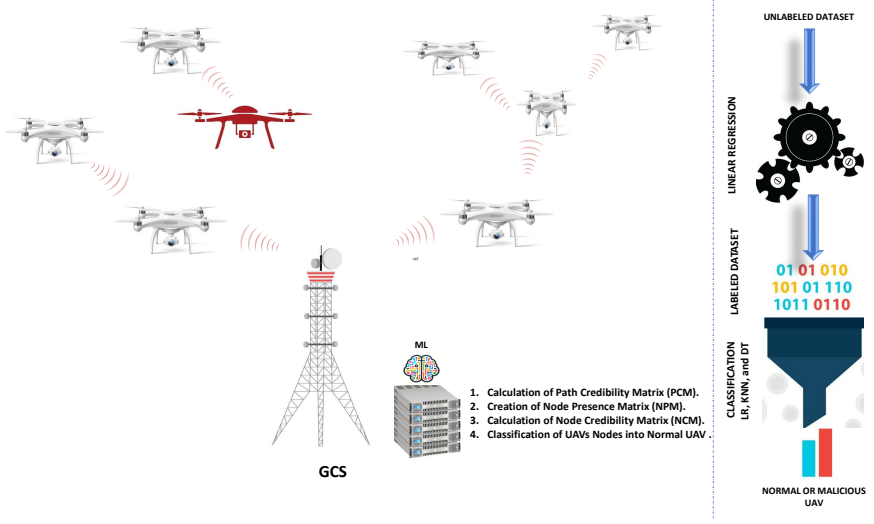 ML
1. Calculation of Path Credibility Matrix (PCM).
2. Creation of Node Presence Matrix (NPM).
3. Calculation of Node Credibility Matrix (NCM).
4. Classification of UAVs Nodes into Normal UAV .
GCS
UNLABELED DATASET
LINEAR REGRESSION
LABELED DATASET
01 01 010
101 01 110
1011 0110
CLASSIFICATION
LR, KNN, and DT
NORMAL OR MALICIOUS
UAV